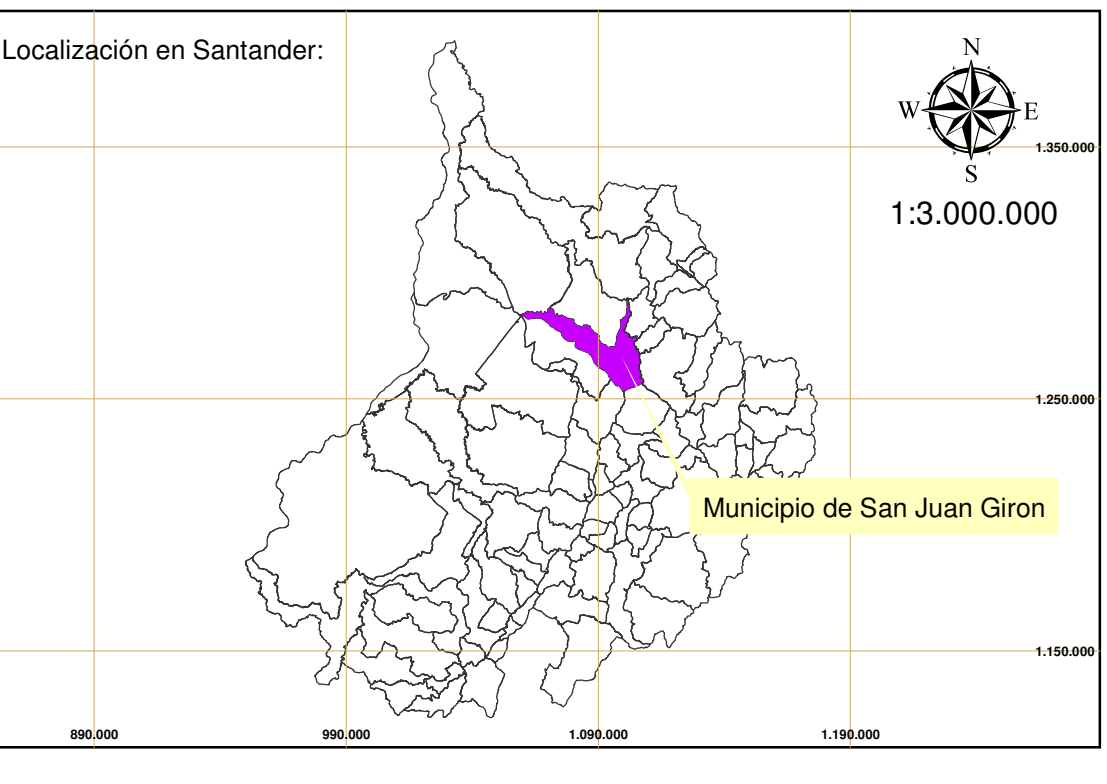 Localización en Santander:
N
W
E
S
1:3.000.000
1.350.000
1.250.000
Municipio de San Juan Giron
1.150.000
890.000
990.000
1.090.000
1.190.000